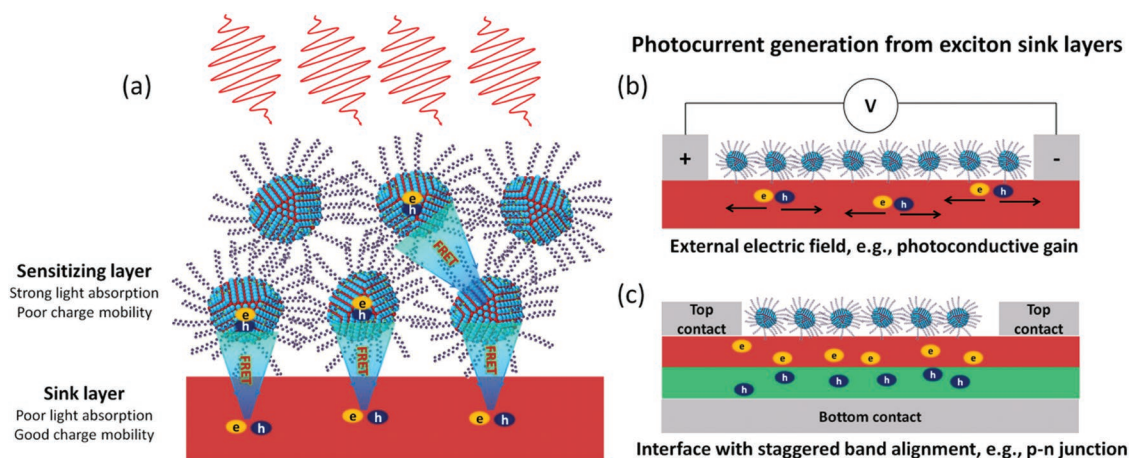 Photocurrent generation from exciton sink layers
(a)
e
h
FRET
Sensitizing layer
Strong light absorption
Poor charge mobility
e
h
e
h
FRET
FRET
FRET
Sink layer
Poor light absorption
Good charge mobility
e h
e h
e h
(b)
V
+
-
e h
e h
e h
External electric field, e.g., photoconductive gain
(c)
Top
contact
Top
contact
e
e
e
e
e
e
h
h
h
h
h
h
Bottom contact
Interface with staggered band alignment, e.g., p-n junction